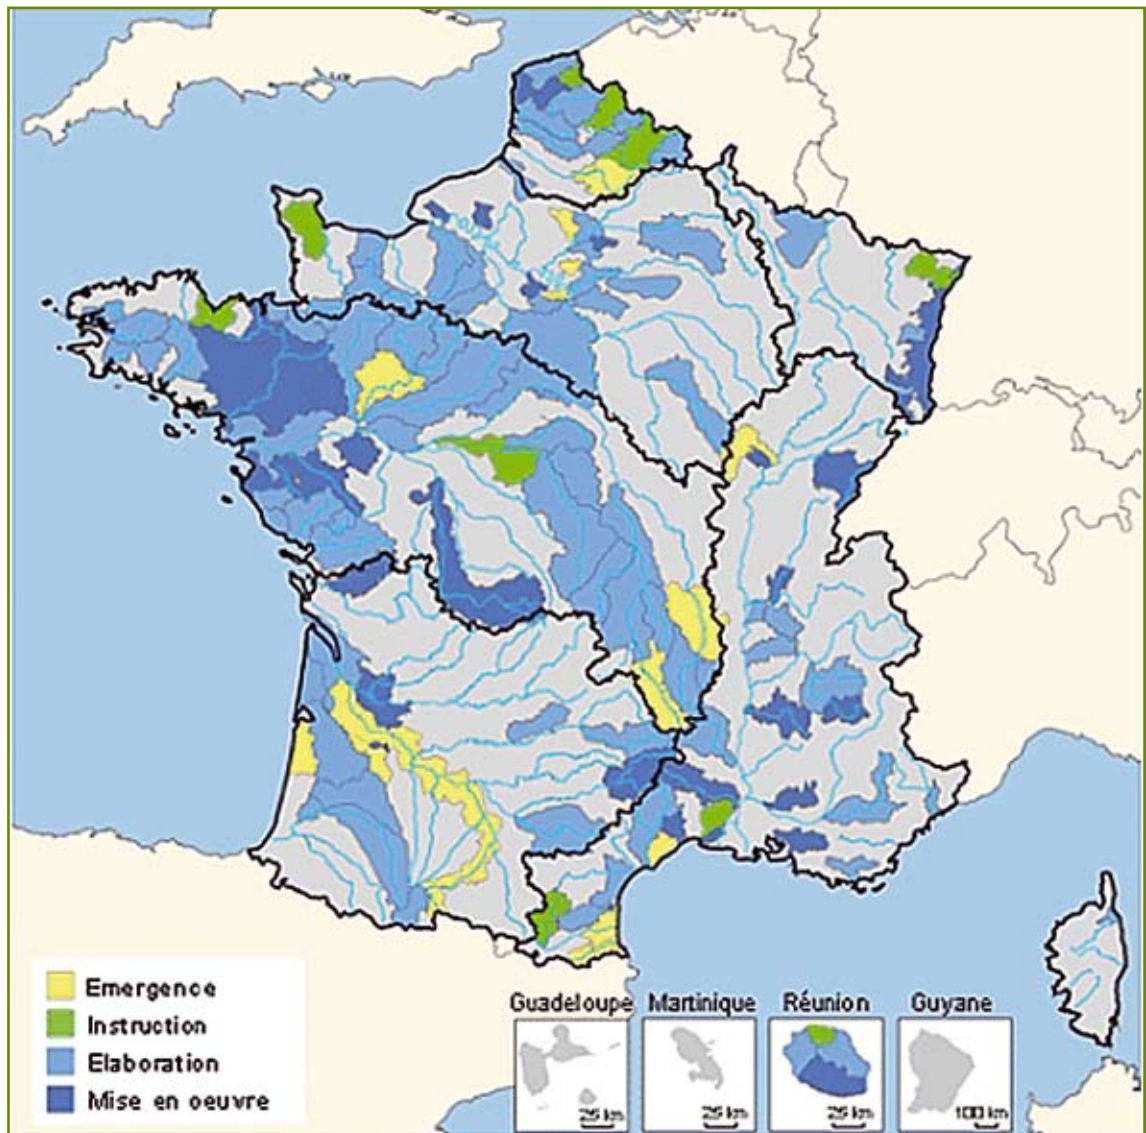 Emergence
Instruction
Elaboration
Mise en oeuvre
Guadeloupe
Martinique
Réunion
Guyane
25 km
25 km
25 km
100 km